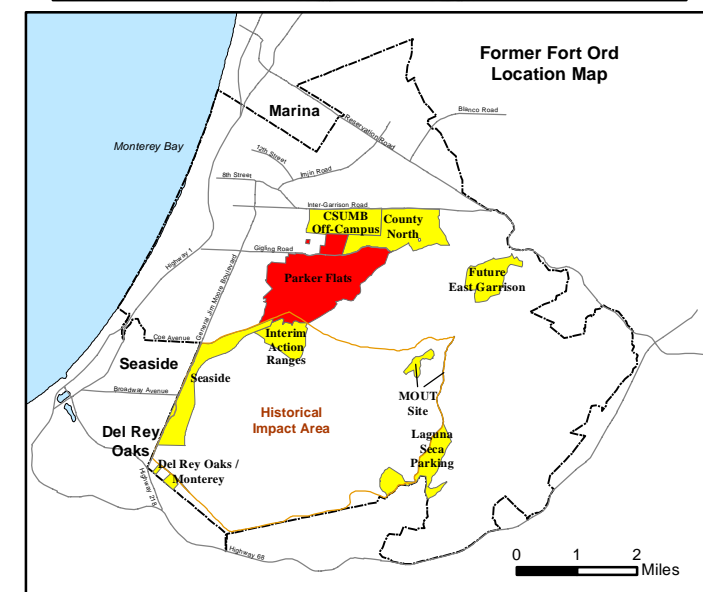 Former Fort Ord
Location Map
Marina
Blanco Road
Reservation Road
Monterey Bay
12th Street
Imjin Road
8th Street
Inter-Garrison Road
CSUMB
Off-Campus
County
North
Gigling Road
Highway 1
General Jim Moore Boulevard
Parker Flats
Future
East Garrison
Coe Avenue
Interim
Action
Ranges
Seaside
Seaside
Broadway Avenue
MOUT
Site
Historical
Impact Area
Del Rey
Oaks
Laguna
Seca
Parking
Del Rey Oaks /
Monterey
Highway 218
Highway 68
0 1 2
Miles